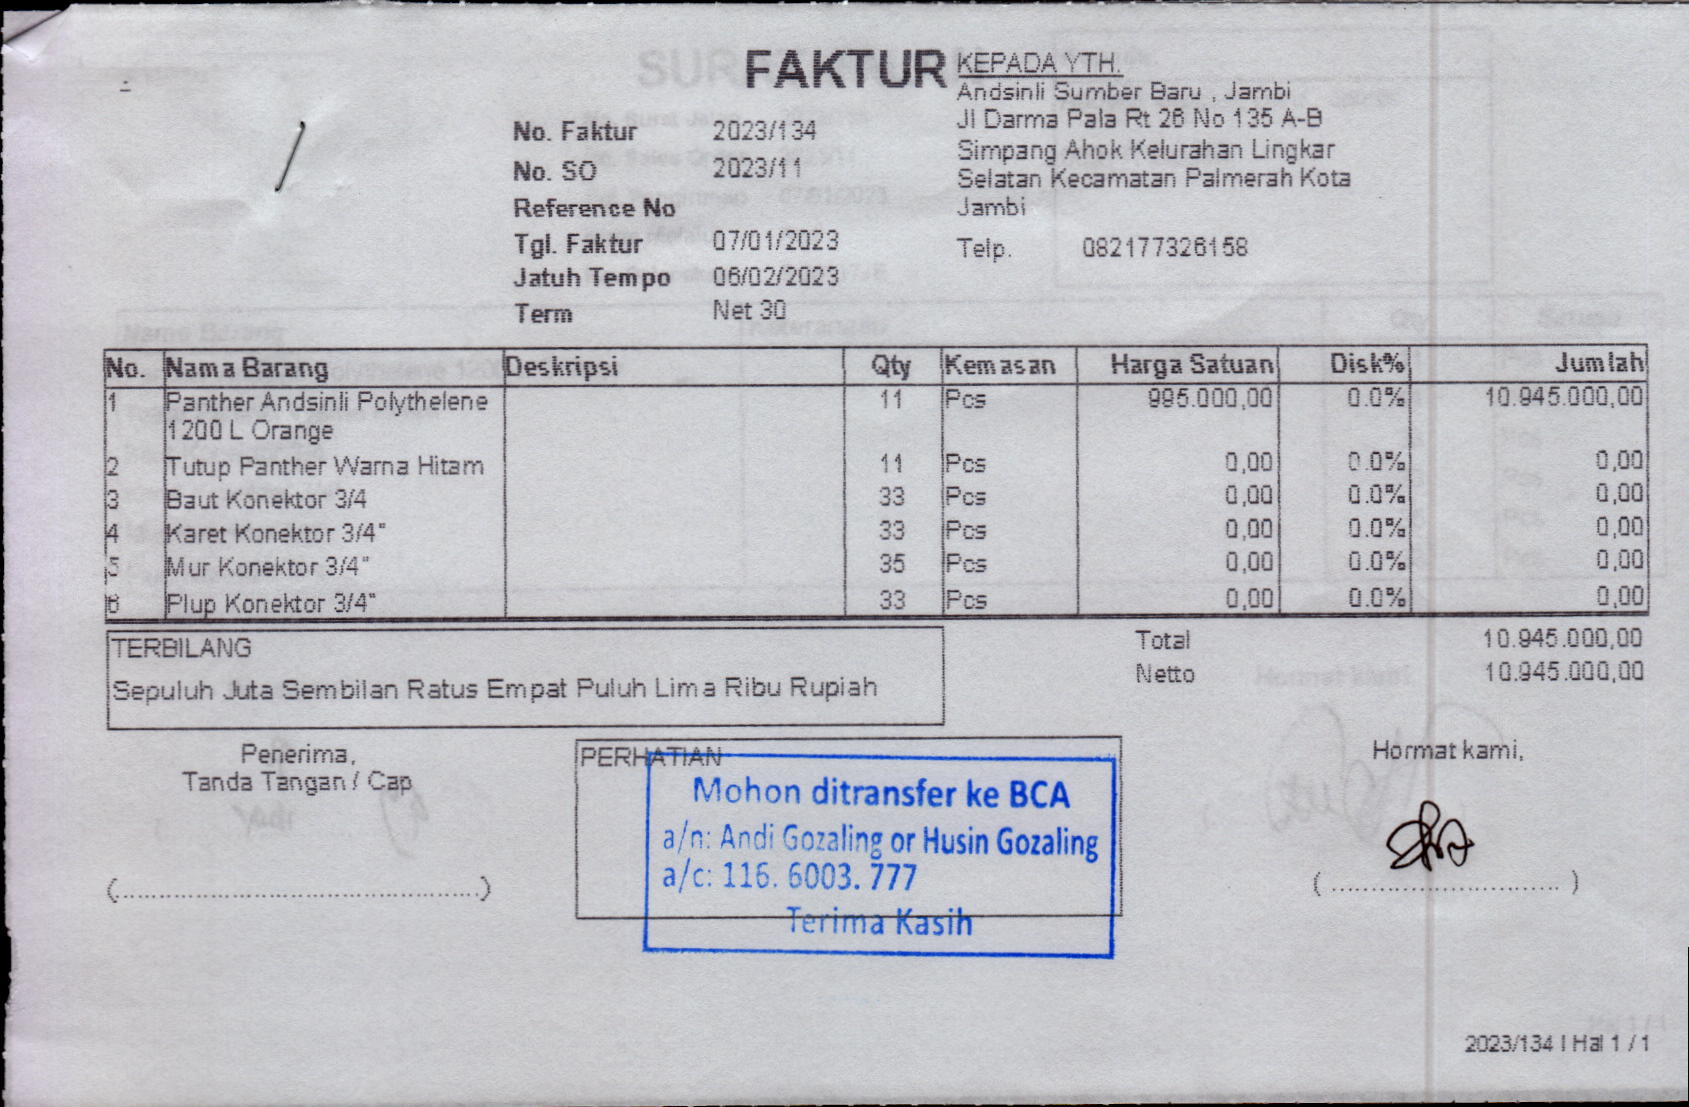 FAKTUR
KEPADA YTH.
Andsinli Sumber Baru , Jambi
Jl Darma Pala Rt 26 No 135 A-B
Simpang Ahok Kelurahan Lingkar
Selatan Kecamatan Palmerah Kota
Jambi
Telp. 082177326158
No. Faktur 2023/134
No. SO 2023/11
Reference No
Tgl. Faktur 07/01/2023
Jatuh Tempo 06/02/2023
Term Net 30
No. Nama Barang Deskripsi Qty Kemasan Harga Satuan Disk% Jumlah
1 Panther Andsinli Polythelene 11 Pcs 995.000,00 0.0% 10.945.000,00
1200 L Orange
2 Tutup Panther Warna Hitam 11 Pcs 0,00 0.0% 0,00
3 Baut Konektor 3/4 33 Pcs 0,00 0.0% 0,00
4 Karet Konektor 3/4" 33 Pcs 0,00 0.0% 0,00
5 Mur Konektor 3/4" 35 Pcs 0,00 0.0% 0,00
6 Plup Konektor 3/4" 33 Pcs 0,00 0.0% 0,00
TERBILANG
Sepuluh Juta Sembilan Ratus Empat Puluh Lima Ribu Rupiah
Total 10.945.000,00
Netto 10.945.000,00
Penerima,
Tanda Tangan / Cap
(..................................................)
PERHATIAN
Mohon ditransfer ke BCA
a/n: Andi Gozaling or Husin Gozaling
a/c: 116. 6003. 777
Terima Kasih
Hormat kami,
( ............................... )
2023/134 | Hal 1 / 1